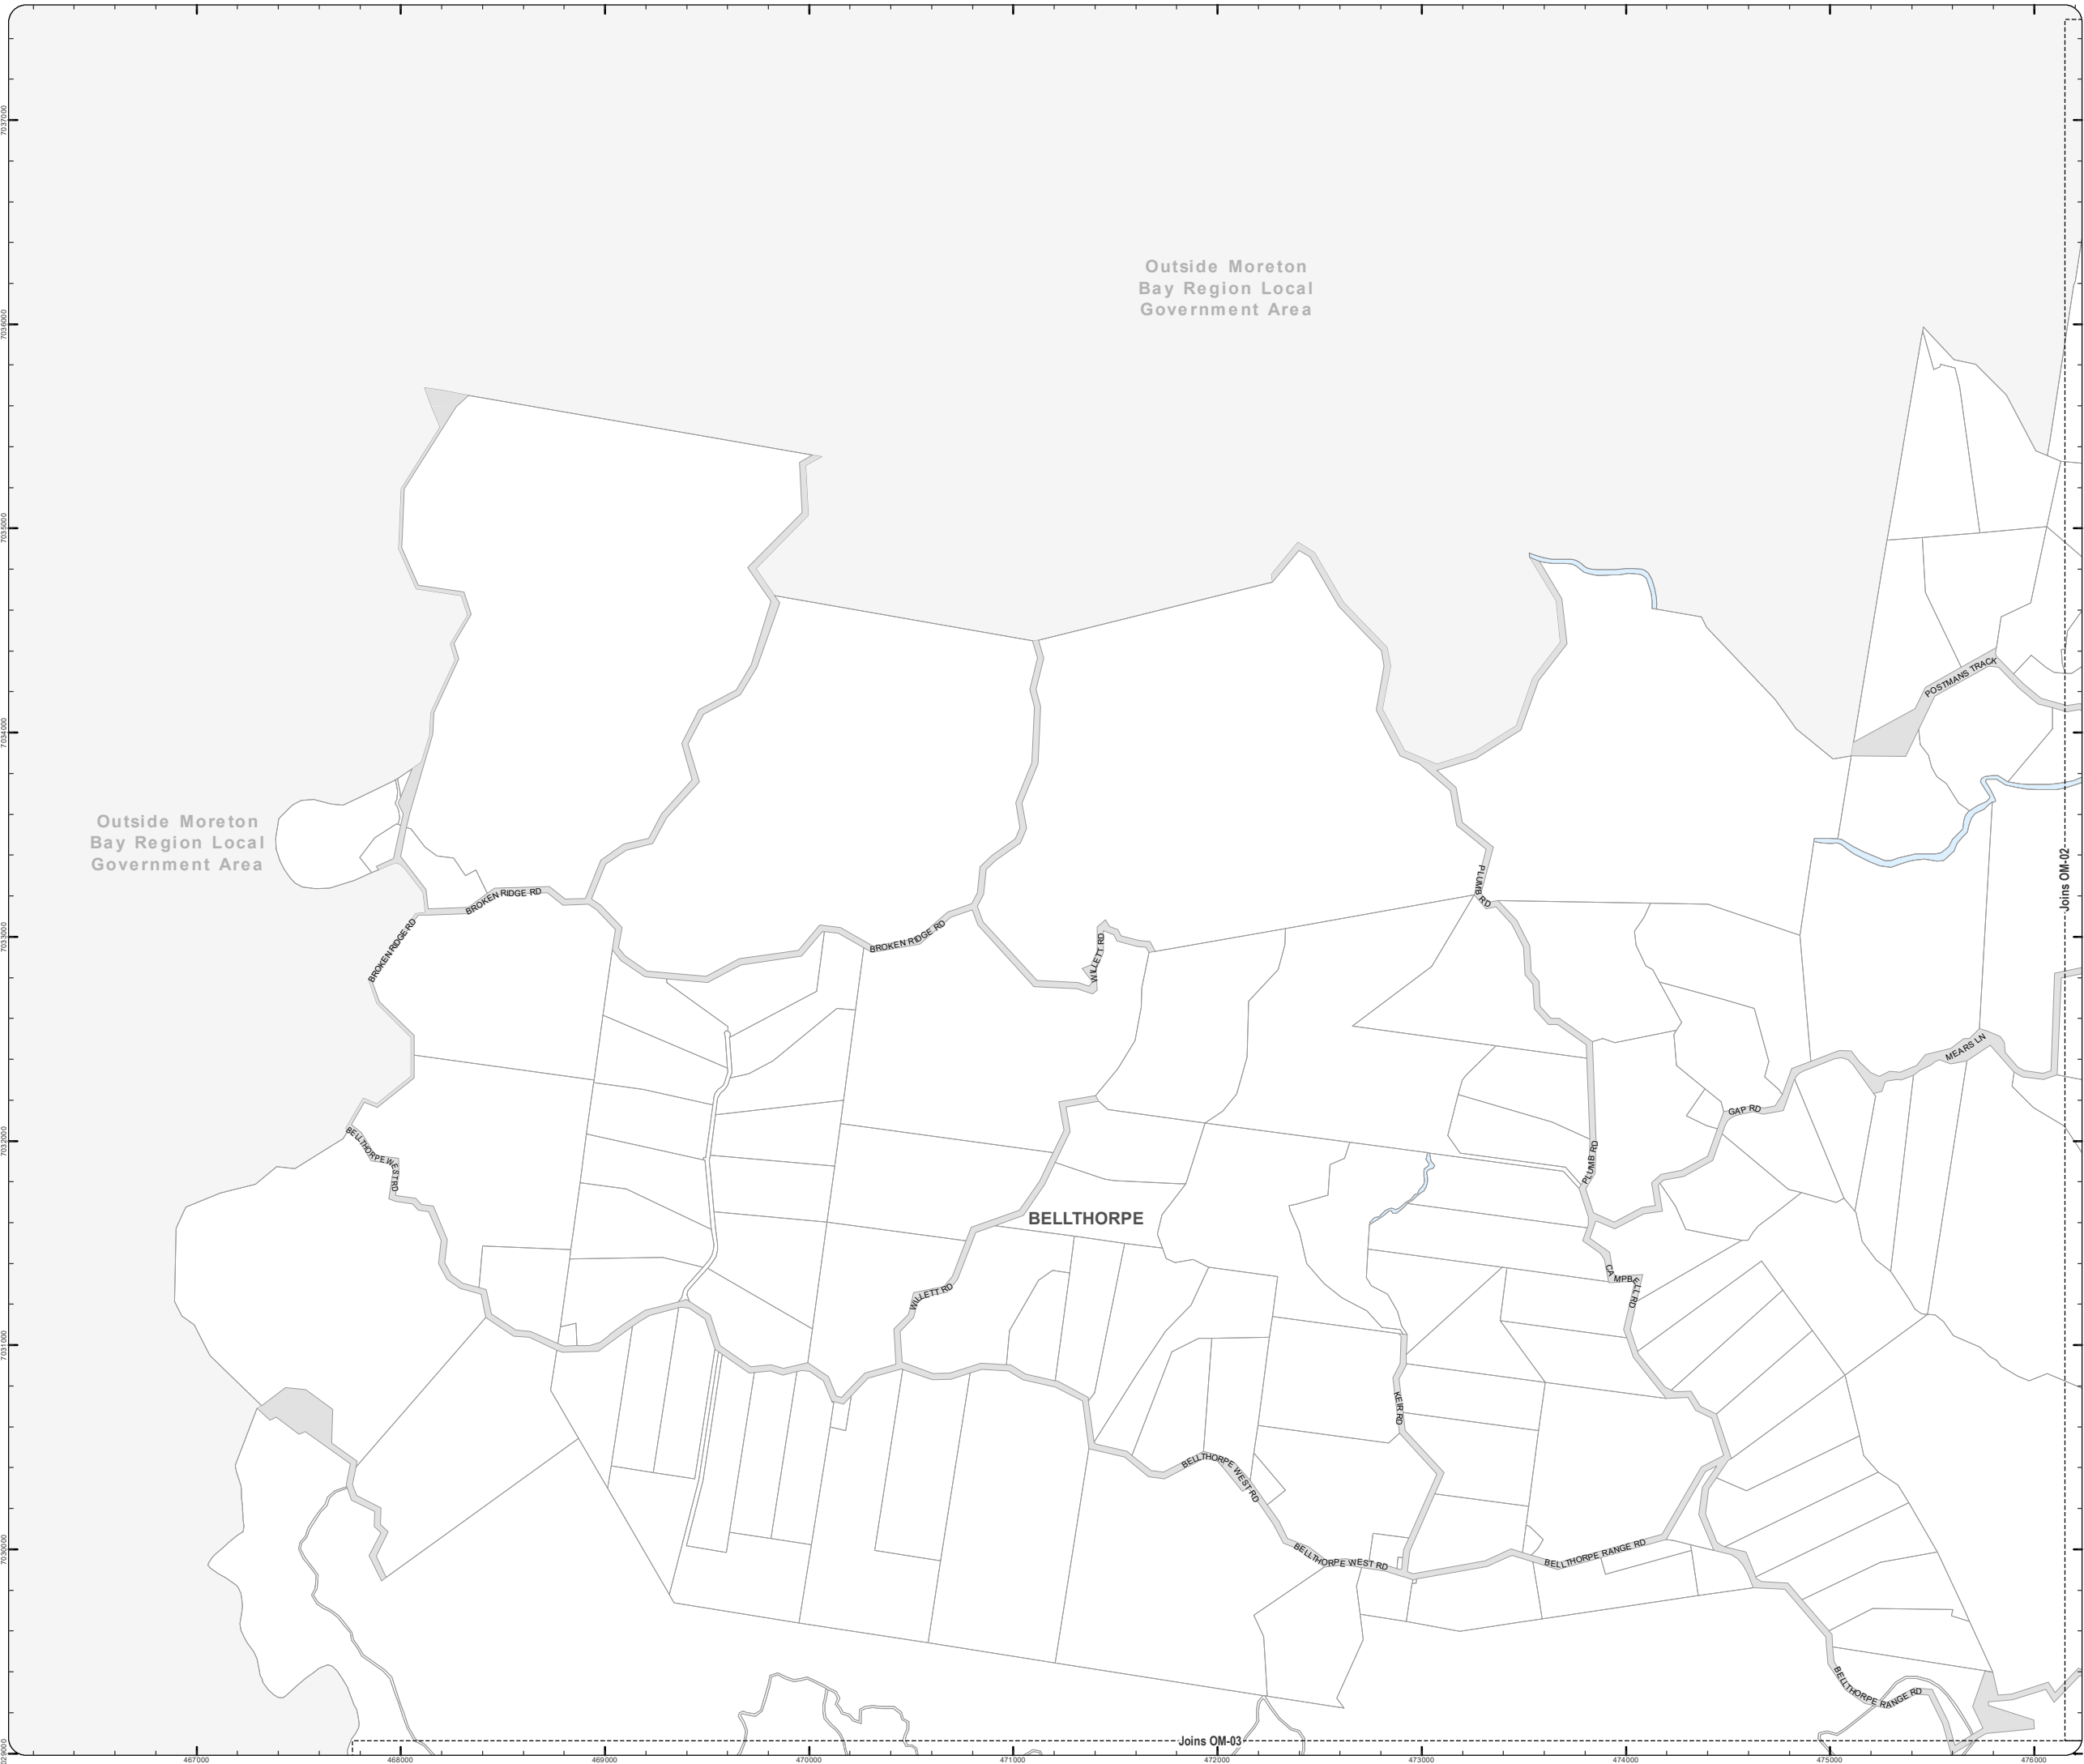 7037000
Outside Moreton
Bay Region Local
Government Area
7036000
7035000
POSTMANS TRACK
7034000
Outside Moreton
Bay Region Local
Government Area
Joins OM-02
PLUMB RD
BROKEN RIDGE RD
7033000
BROKEN RIDGE RD
BROKEN RIDGE RD
WILLETT RD
MEARS LN
GAP RD
7032000
BELLTHORPE WEST RD
PLUMB RD
BELLTHORPE
CAMPBELL RD
WILLETT RD
7031000
KEIR RD
BELLTHORPE WEST RD
7030000
BELLTHORPE WEST RD
BELLTHORPE RANGE RD
BELLTHORPE RANGE RD
Joins OM-03
7029000
467000
468000
469000
470000
471000
472000
473000
474000
475000
476000